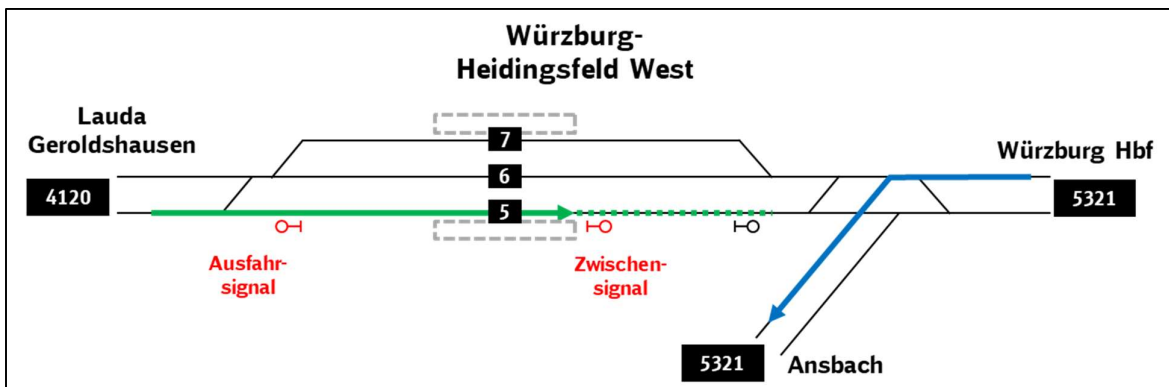 Würzburg-
Heidingsfeld West
Lauda
Geroldshausen
7
Würzburg Hbf
6
4120
5321
5
Ausfahr-
signal
Zwischen-
signal
5321
Ansbach